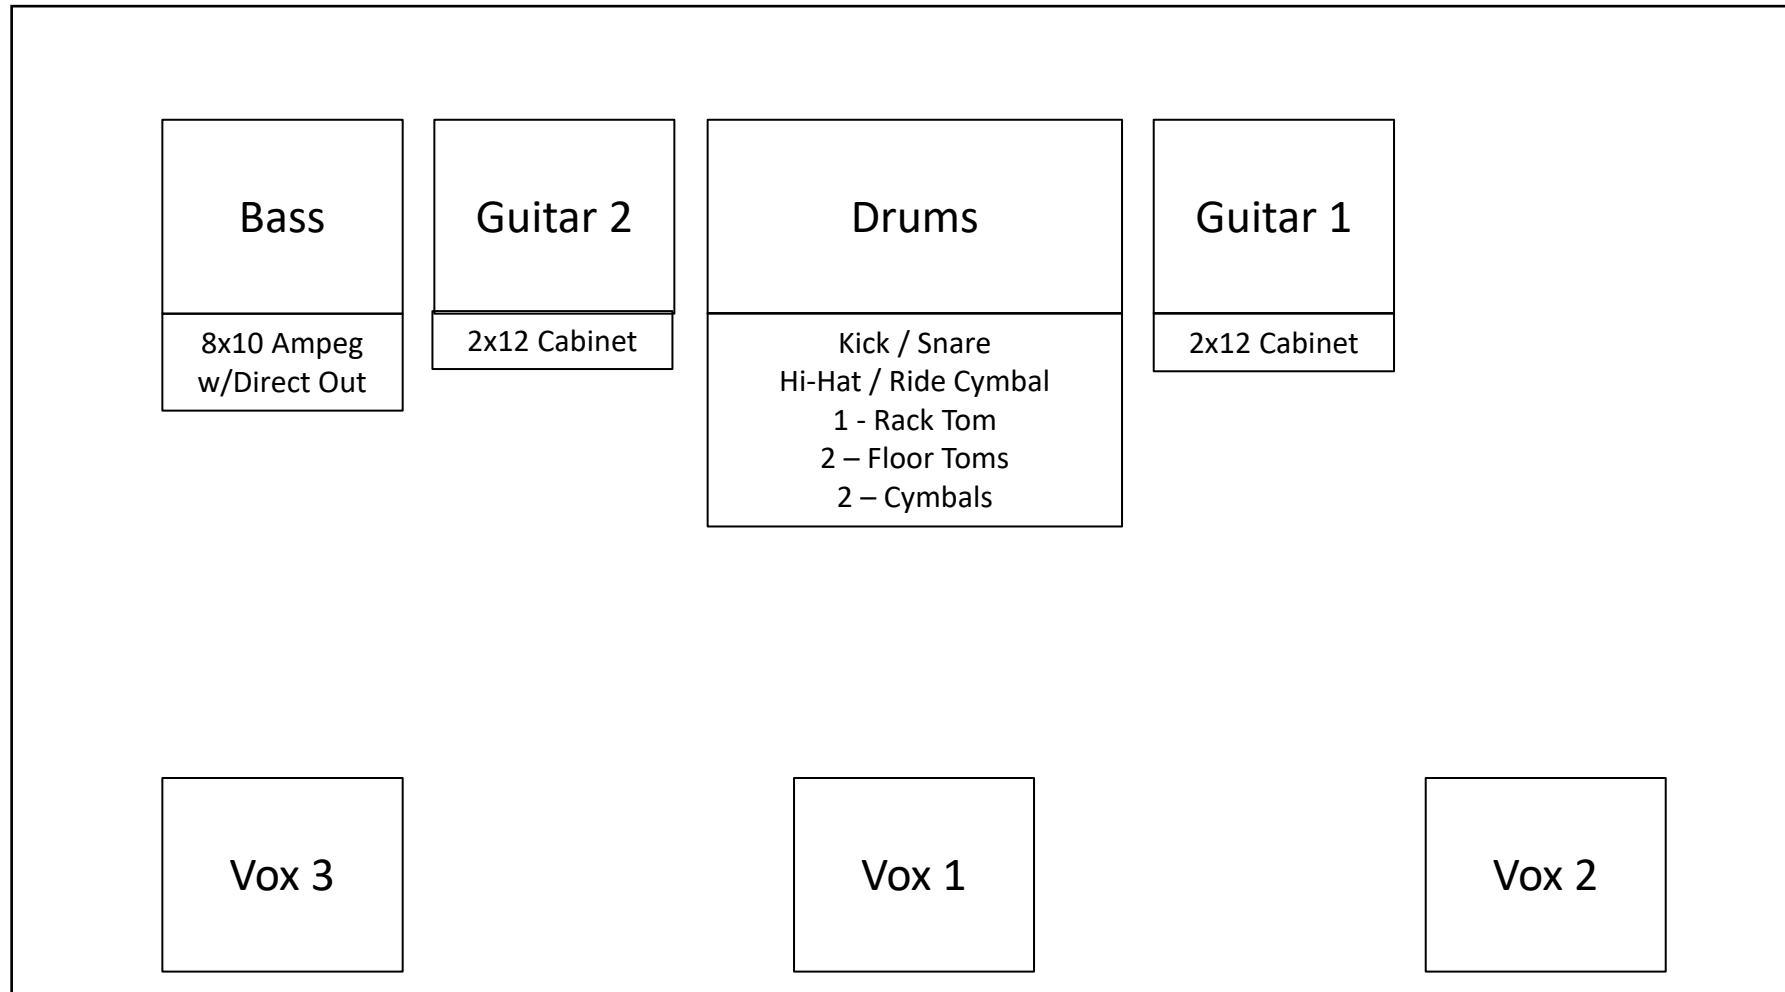 Bass
8x10 Ampeg
w/Direct Out
Guitar 2
2x12 Cabinet
Drums
Kick / Snare
Hi-Hat / Ride Cymbal
1 - Rack Tom
2 – Floor Toms
2 – Cymbals
Guitar 1
2x12 Cabinet
Vox 3
Vox 1
Vox 2